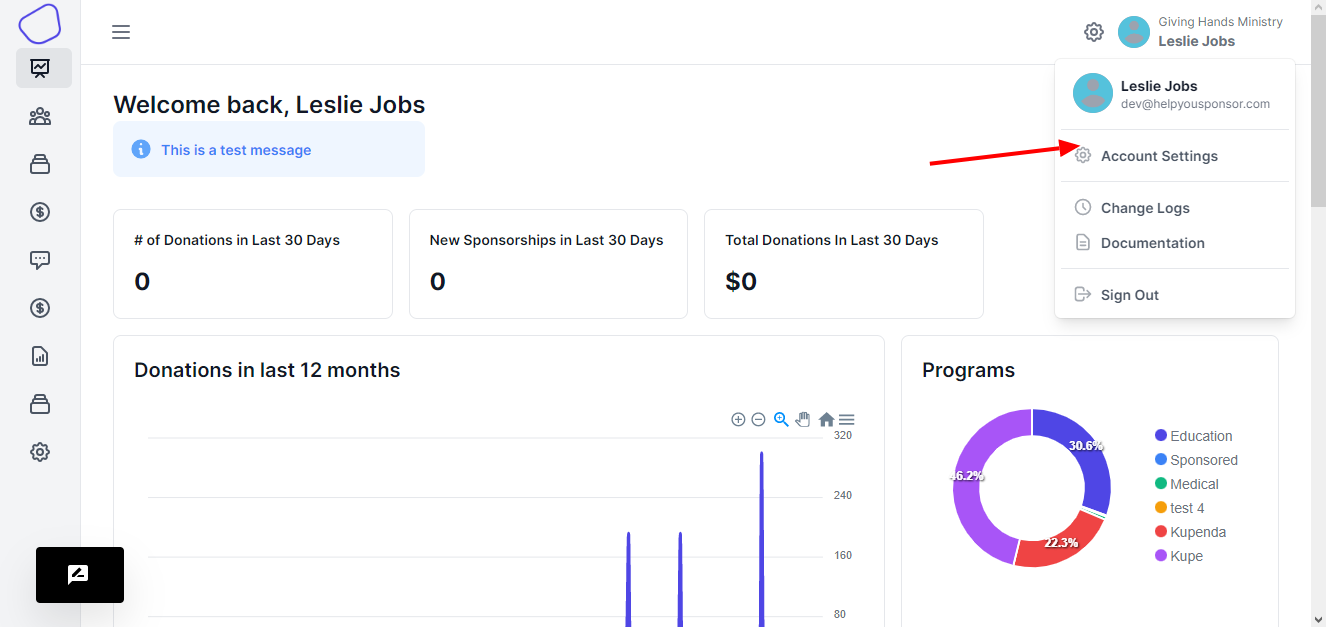 Giving Hands Ministry
Leslie Jobs
Leslie Jobs
dev@helpyousponsor.com
Account Settings
Change Logs
Documentation
Sign Out
Welcome back, Leslie Jobs
This is a test message
# of Donations in Last 30 Days
0
New Sponsorships in Last 30 Days
0
Total Donations In Last 30 Days
$0
Donations in last 12 months
320
240
160
80
Programs
30.6%
46.2%
22.3%
Education
Sponsored
Medical
test 4
Kupenda
Kupe